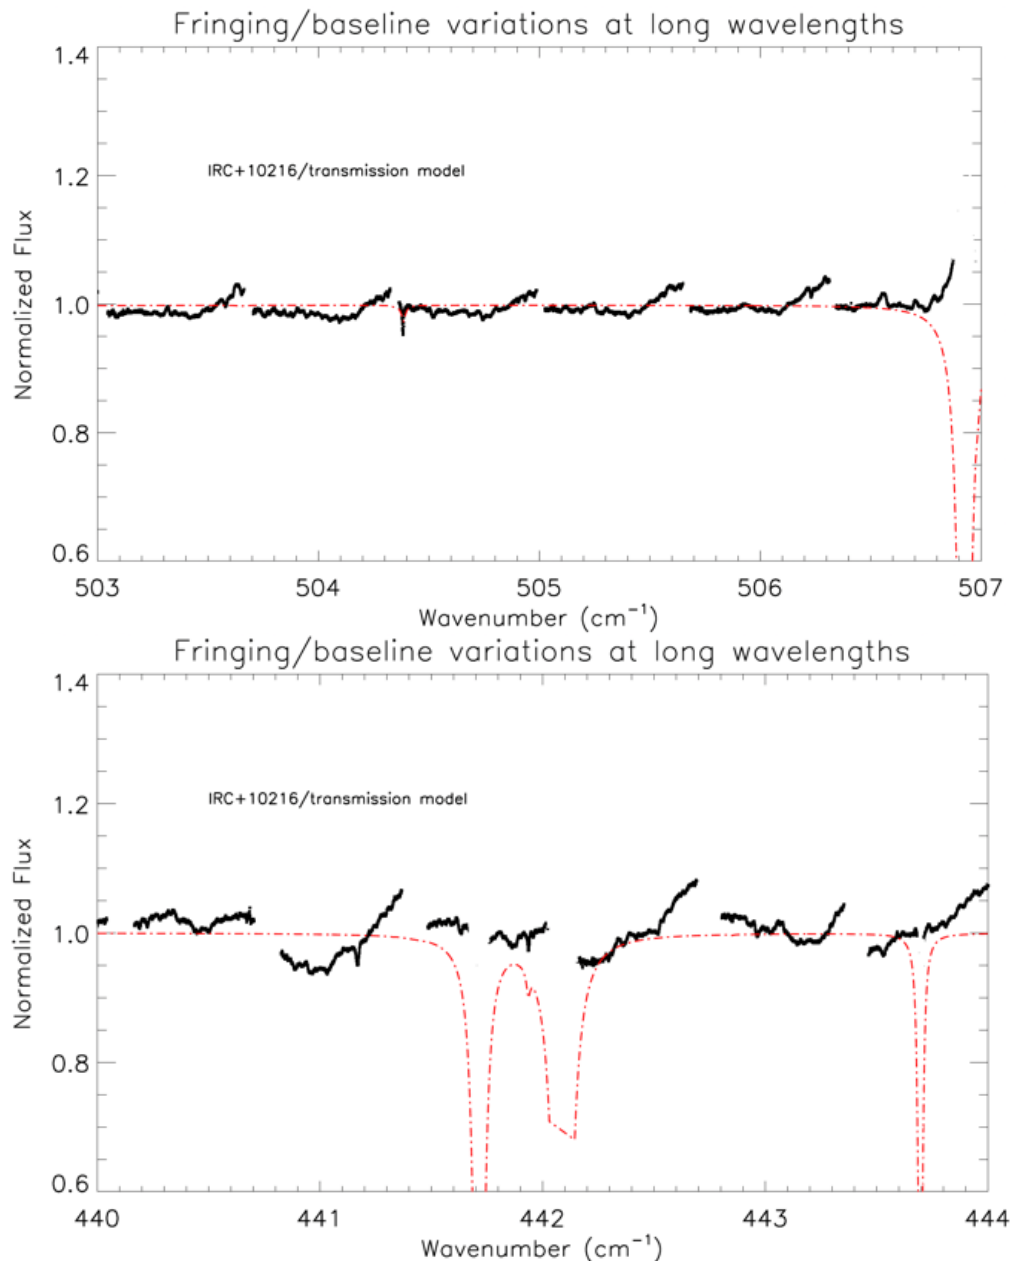 Fringing/baseline variations at long wavelengths
1.4
1.2
1.0
0.8
0.6
Normalized Flux
IRC+10216/transmission model
503 504 505 506 507
Wavenumber (cm⁻¹)
Fringing/baseline variations at long wavelengths
1.4
1.2
1.0
0.8
0.6
Normalized Flux
IRC+10216/transmission model
440 441 442 443 444
Wavenumber (cm⁻¹)